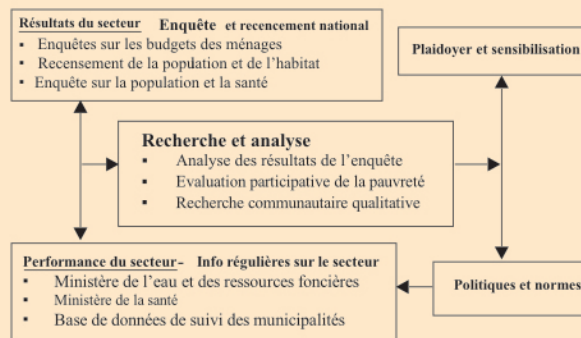 Résultats du secteur Enquête et recencement national
▪ Enquêtes sur les budgets des ménages
▪ Recensement de la population et de l'habitat
▪ Enquête sur la population et la santé
Plaidoyer et sensibilisation
Recherche et analyse
▪ Analyse des résultats de l'enquête
▪ Evaluation participative de la pauvreté
▪ Recherche communautaire qualitative
Performance du secteur– Info régulières sur le secteur
▪ Ministère de l'eau et des ressources foncières
▪ Ministère de la santé
▪ Base de données de suivi des municipalités
Politiques et normes